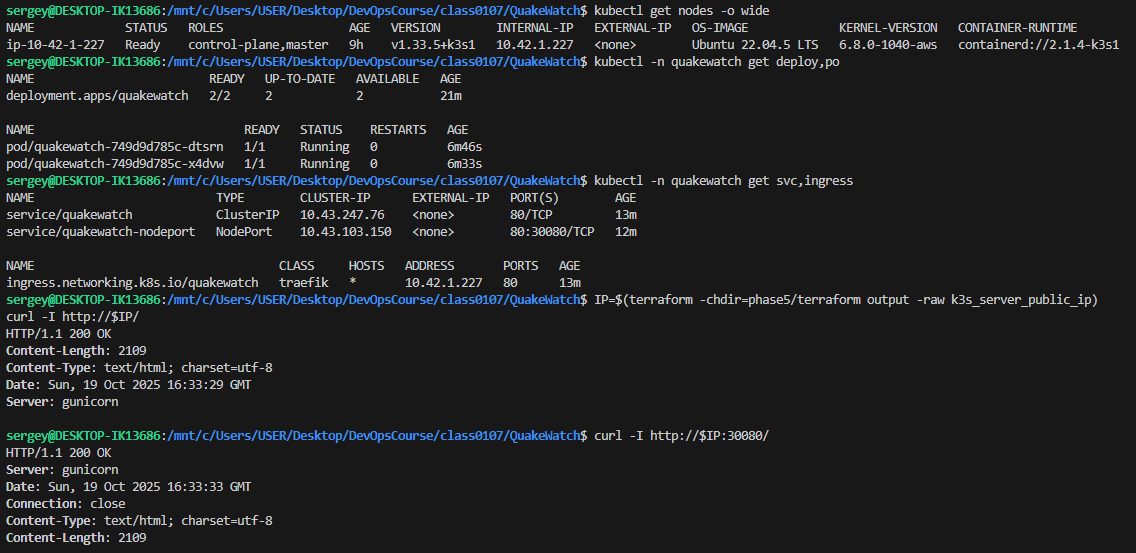 sergey@DESKTOP-IK13686:/mnt/c/Users/USER/Desktop/DevOpsCourse/class0107/QuakeWatch$ kubectl get nodes -o wide
NAME STATUS ROLES AGE VERSION INTERNAL-IP EXTERNAL-IP OS-IMAGE KERNEL-VERSION CONTAINER-RUNTIME
ip-10-42-1-227 Ready control-plane,master 9h v1.33.5+k3s1 10.42.1.227 <none> Ubuntu 22.04.5 LTS 6.8.0-1040-aws containerd://2.1.4-k3s1
sergey@DESKTOP-IK13686:/mnt/c/Users/USER/Desktop/DevOpsCourse/class0107/QuakeWatch$ kubectl -n quakewatch get deploy,po
NAME READY UP-TO-DATE AVAILABLE AGE
deployment.apps/quakewatch 2/2 2 2 21m
NAME READY STATUS RESTARTS AGE
pod/quakewatch-749d9d785c-dtsrn 1/1 Running 0 6m46s
pod/quakewatch-749d9d785c-x4dvw 1/1 Running 0 6m33s
sergey@DESKTOP-IK13686:/mnt/c/Users/USER/Desktop/DevOpsCourse/class0107/QuakeWatch$ kubectl -n quakewatch get svc,ingress
NAME TYPE CLUSTER-IP EXTERNAL-IP PORT(S) AGE
service/quakewatch ClusterIP 10.43.247.76 <none> 80/TCP 13m
service/quakewatch-nodeport NodePort 10.43.103.150 <none> 80:30080/TCP 12m
NAME CLASS HOSTS ADDRESS PORTS AGE
ingress.networking.k8s.io/quakewatch traefik * 10.42.1.227 80 13m
sergey@DESKTOP-IK13686:/mnt/c/Users/USER/Desktop/DevOpsCourse/class0107/QuakeWatch$ IP=$(terraform -chdir=phase5/terraform output -raw k3s_server_public_ip)
curl -I http://$IP/
HTTP/1.1 200 OK
Content-Length: 2109
Content-Type: text/html; charset=utf-8
Date: Sun, 19 Oct 2025 16:33:29 GMT
Server: gunicorn
sergey@DESKTOP-IK13686:/mnt/c/Users/USER/Desktop/DevOpsCourse/class0107/QuakeWatch$ curl -I http://$IP:30080/
HTTP/1.1 200 OK
Server: gunicorn
Date: Sun, 19 Oct 2025 16:33:33 GMT
Connection: close
Content-Type: text/html; charset=utf-8
Content-Length: 2109